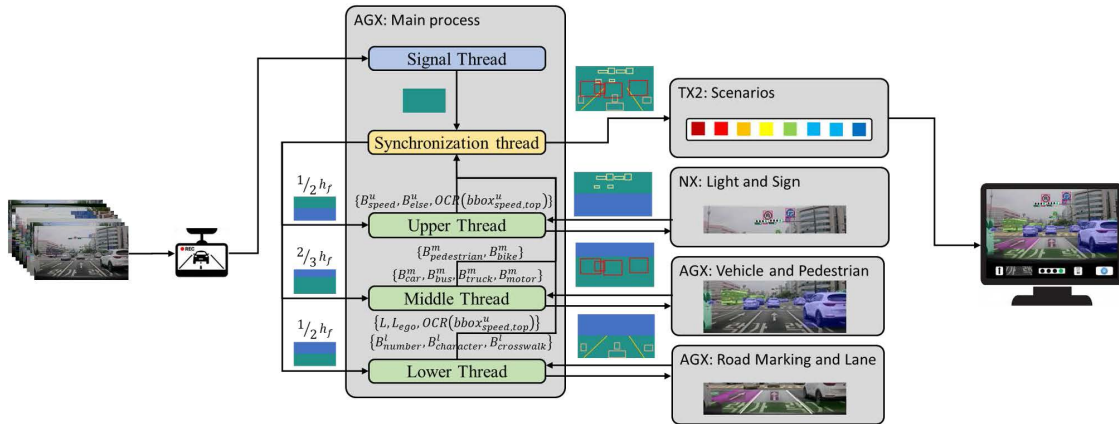 AGX: Main process
Signal Thread
TX2: Scenarios
Synchronization thread
1/2 h_f
{B^u_speed, B^u_else, OCR(bbox^u_speed,top)}
NX: Light and Sign
Upper Thread
REC
2/3 h_f
{B^m_pedestrian, B^m_bike}
{B^m_car, B^m_bus, B^m_truck, B^m_motor}
AGX: Vehicle and Pedestrian
Middle Thread
1/2 h_f
{L, L_ego, OCR(bbox^u_speed,top)}
{B^l_number, B^l_character, B^l_crosswalk}
AGX: Road Marking and Lane
Lower Thread